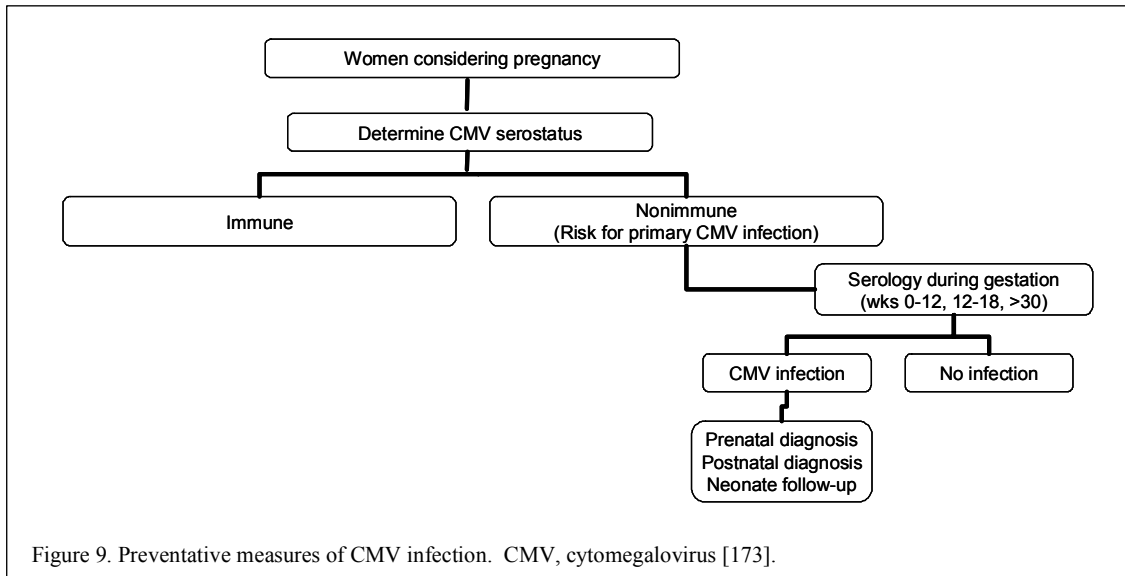 Women considering pregnancy
Determine CMV serostatus
Immune
Nonimmune
(Risk for primary CMV infection)
Serology during gestation
(wks 0-12, 12-18, >30)
CMV infection
No infection
Prenatal diagnosis
Postnatal diagnosis
Neonate follow-up
Figure 9. Preventative measures of CMV infection. CMV, cytomegalovirus [173].